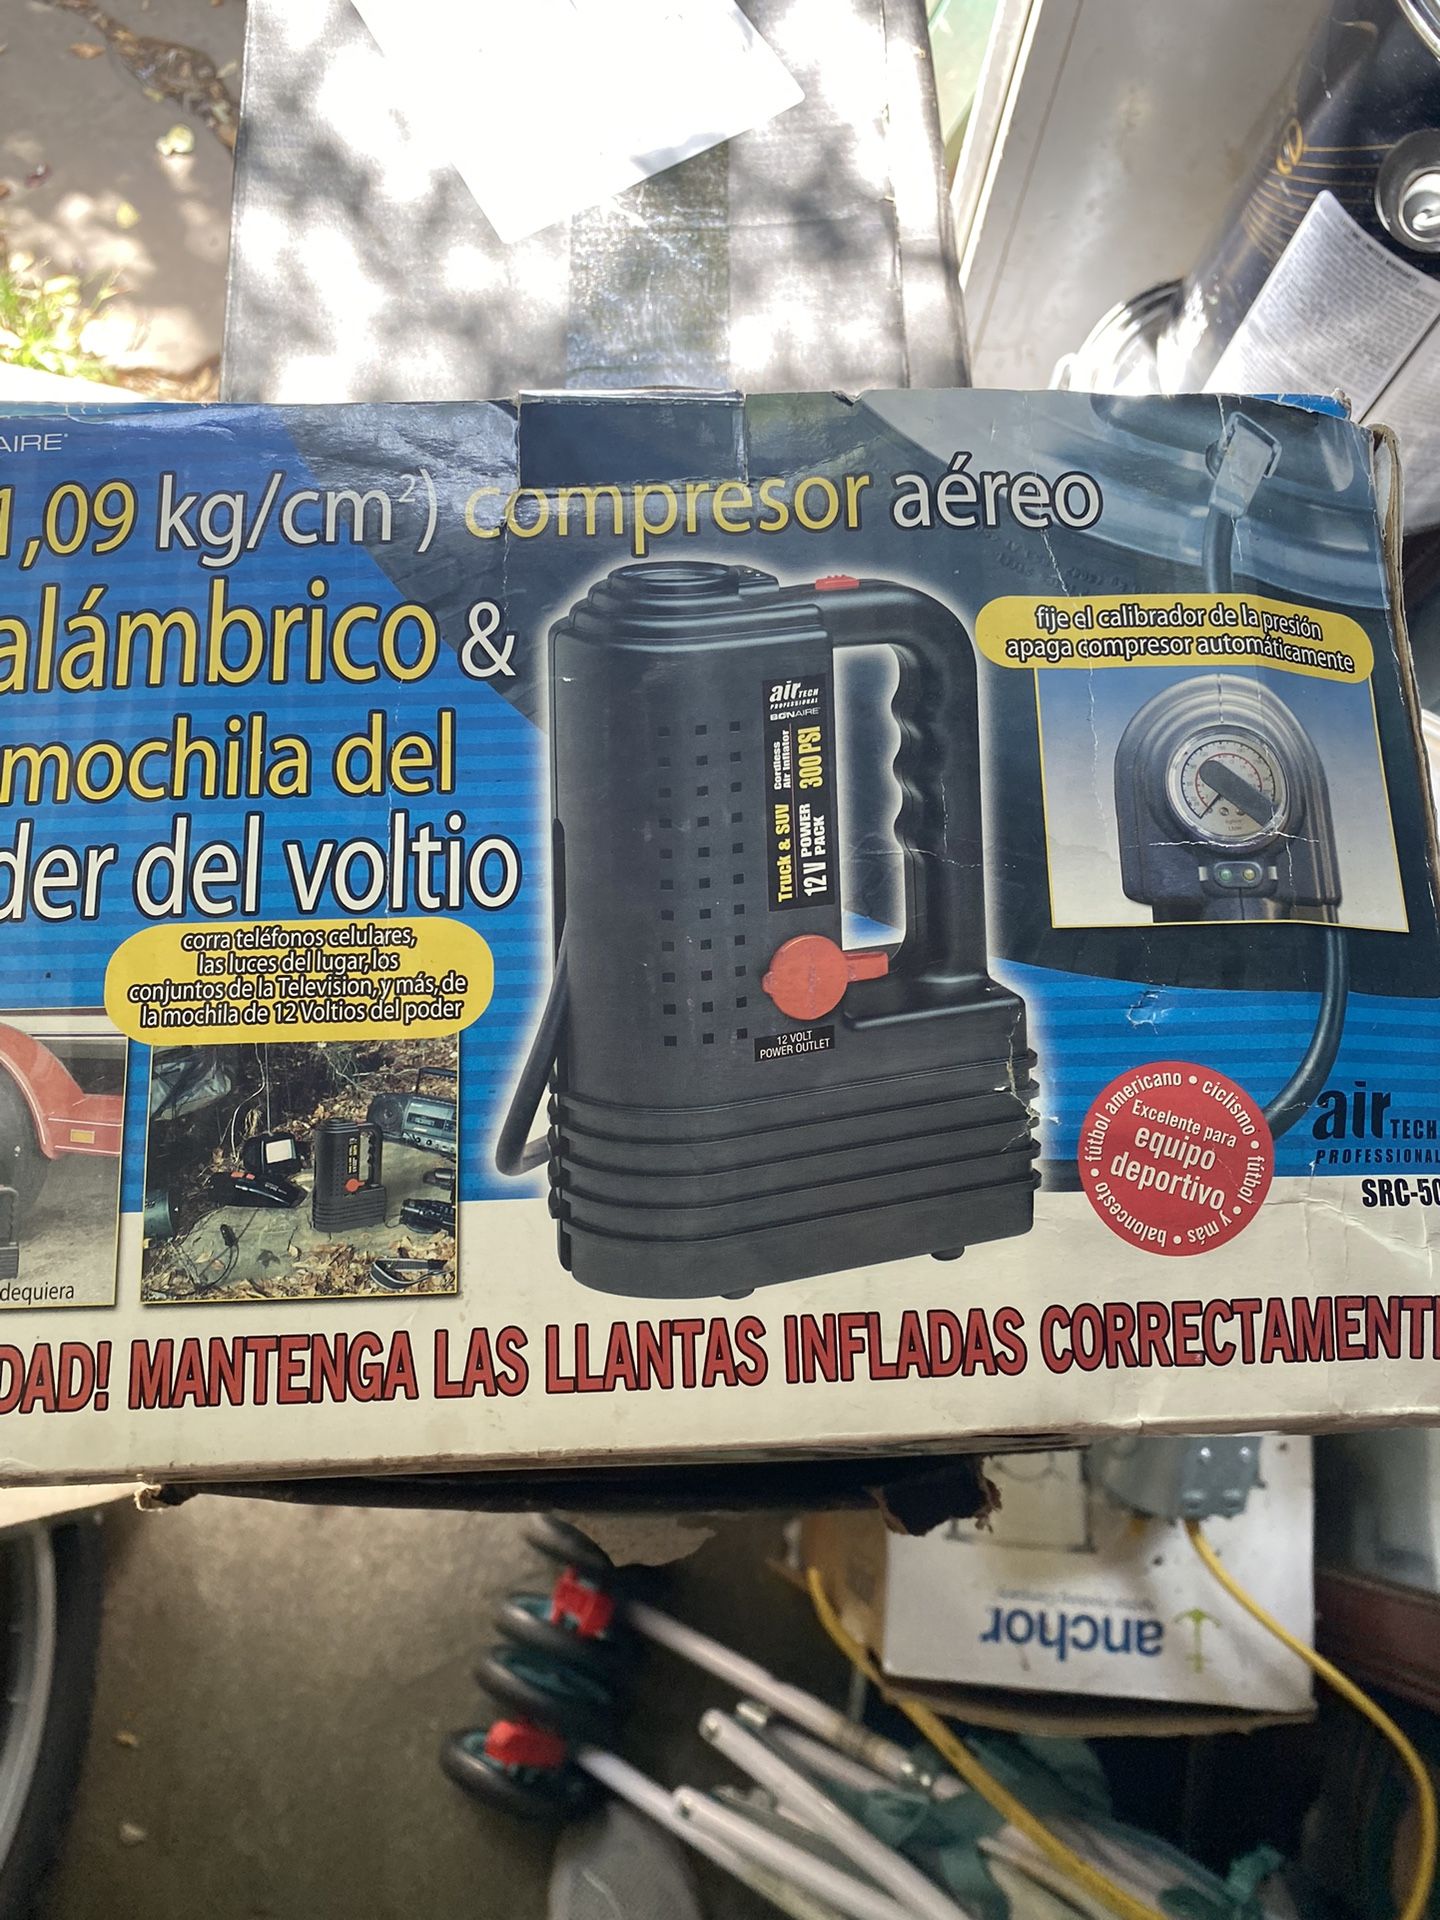 AIRE
1,09 kg/cm²) compresor aéreo
alámbrico &
mochila del
der del voltio
fije el calibrador de la presión
apaga compresor automáticamente
air TECH
PROFESSIONAL
BONAIRE
Truck & SUV
Cordless
Air Inflator
12 V POWER
PACK
300 PSI
corra teléfonos celulares,
las luces del lugar, los
conjuntos de la Television, y más, de
la mochila de 12 Voltios del poder
12 VOLT
POWER OUTLET
fútbol americano • ciclismo • fútbol • y más • baloncesto •
Excelente para
equipo
deportivo
air TECH
PROFESSIONAL
SRC-50
dequiera
DAD! MANTENGA LAS LLANTAS INFLADAS CORRECTAMENT
anchor